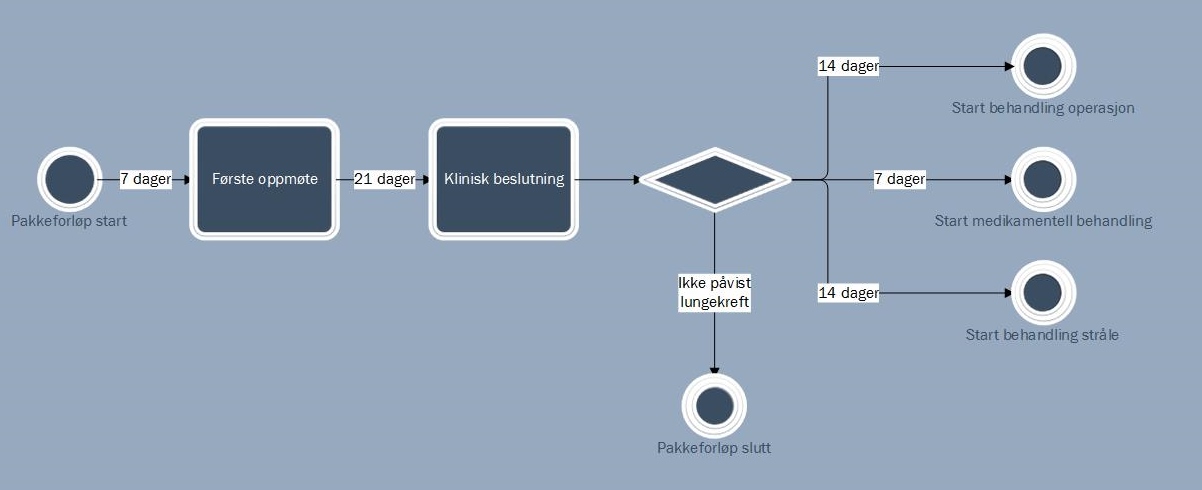 14 dager
Start behandling operasjon
Pakkeforløp start
7 dager
Første oppmøte
21 dager
Klinisk beslutning
7 dager
Start medikamentell behandling
Ikke påvist
lungekreft
14 dager
Start behandling stråle
Pakkeforløp slutt